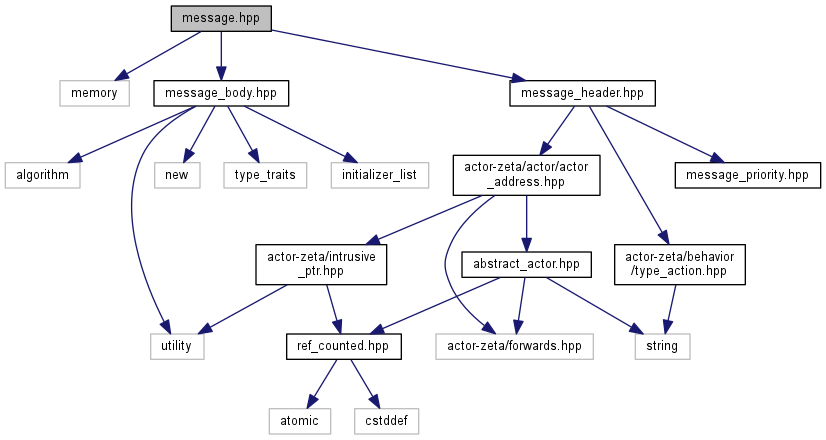 message.hpp
memory
message_body.hpp
message_header.hpp
algorithm
new
type_traits
initializer_list
actor-zeta/actor/actor
_address.hpp
message_priority.hpp
actor-zeta/intrusive
_ptr.hpp
abstract_actor.hpp
actor-zeta/behavior
/type_action.hpp
utility
ref_counted.hpp
actor-zeta/forwards.hpp
string
atomic
cstddef